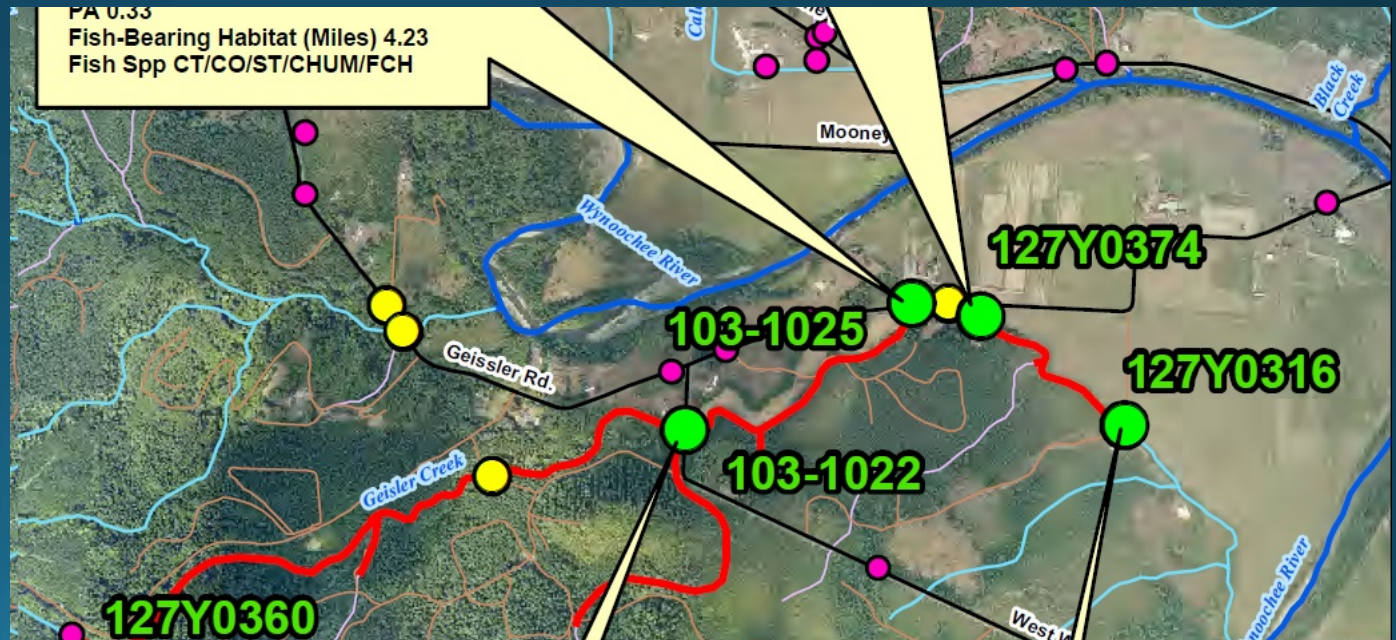 PA 0.33
Fish-Bearing Habitat (Miles) 4.23
Fish Spp CT/CO/ST/CHUM/FCH
Black
Creek
Mooney
Wynoochee River
127Y0374
103-1025
Geissler Rd.
127Y0316
Geisler Creek
103-1022
127Y0360
West
noochee River